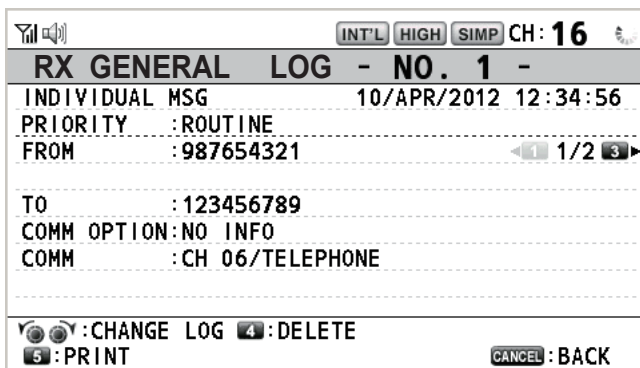 INT'L HIGH SIMP CH: 16
RX GENERAL LOG - NO. 1 -
INDIVIDUAL MSG 10/APR/2012 12:34:56
PRIORITY :ROUTINE
FROM :987654321 1 1/2 3
TO :123456789
COMM OPTION:NO INFO
COMM :CH 06/TELEPHONE
:CHANGE LOG 4:DELETE
5:PRINT CANCEL:BACK